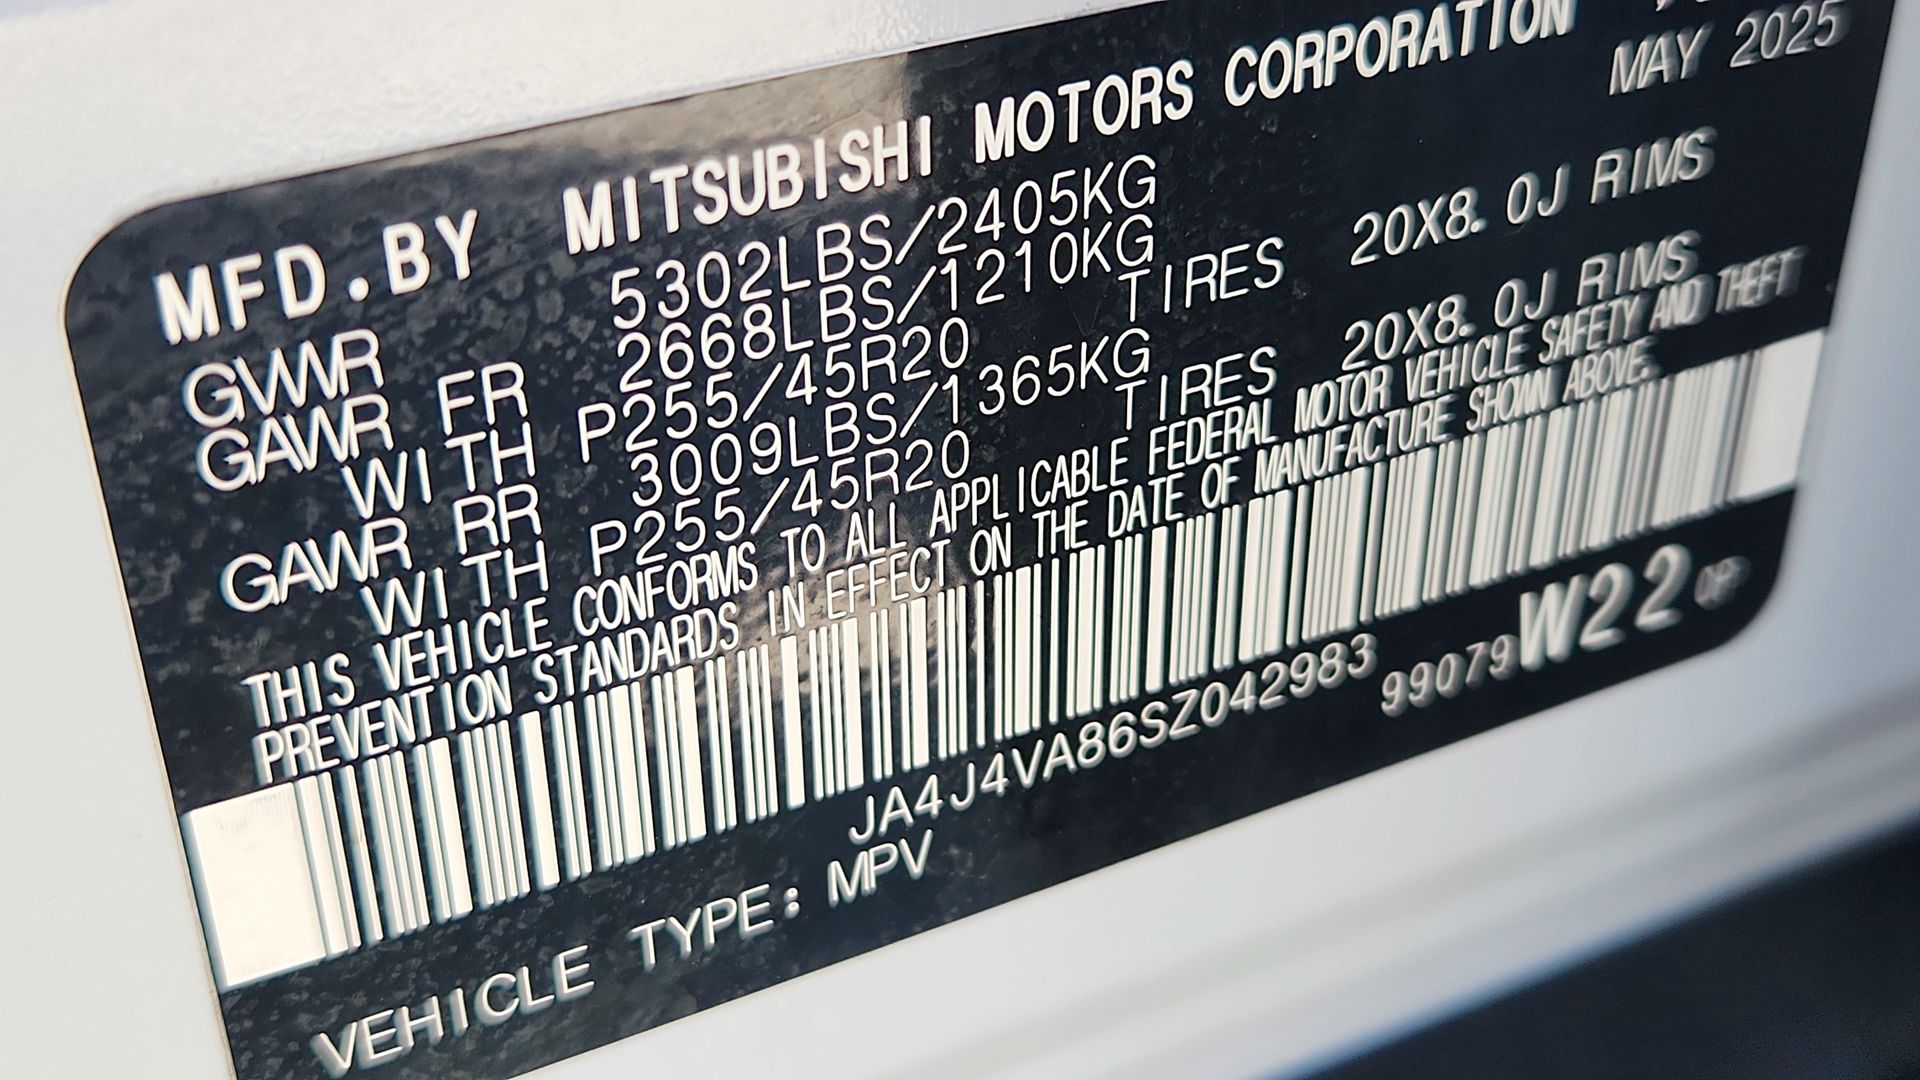 MFD.BY MITSUBISHI MOTORS CORPORATION
MAY 2025
GVWR 5302LBS/2405KG
GAWR FR 2668LBS/1210KG
WITH P255/45R20 TIRES 20X8.0J RIMS
GAWR RR 3009LBS/1365KG
WITH P255/45R20 TIRES 20X8.0J RIMS
THIS VEHICLE CONFORMS TO ALL APPLICABLE FEDERAL MOTOR VEHICLE SAFETY AND THEFT
PREVENTION STANDARDS IN EFFECT ON THE DATE OF MANUFACTURE SHOWN ABOVE.
JA4J4VA86SZ042983 99079W22
VEHICLE TYPE: MPV